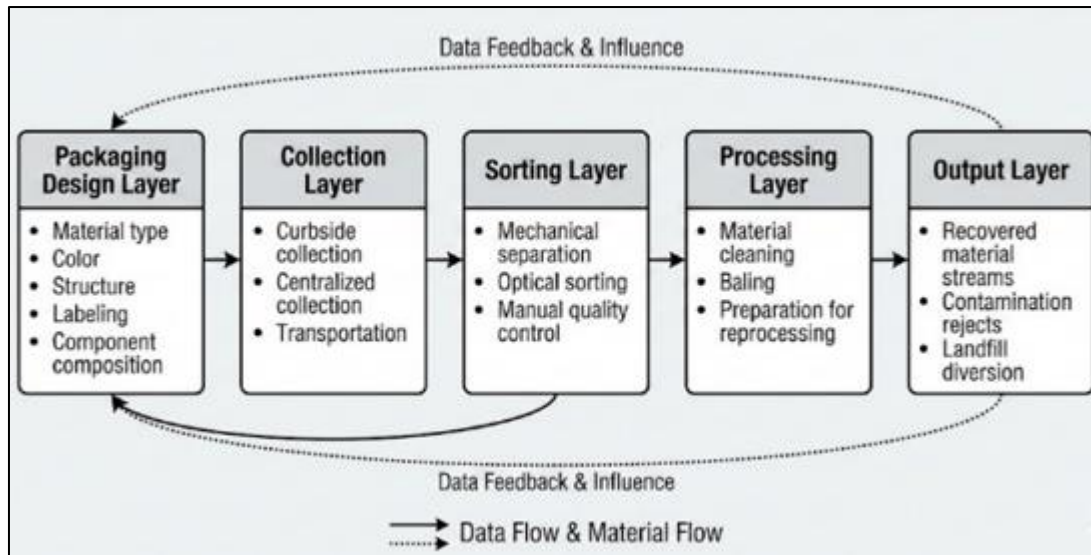 Data Feedback & Influence
Packaging
Design Layer
• Material type
• Color
• Structure
• Labeling
• Component
composition
Collection
Layer
• Curbside
collection
• Centralized
collection
• Transportation
Sorting Layer
• Mechanical
separation
• Optical sorting
• Manual quality
control
Processing
Layer
• Material
cleaning
• Baling
• Preparation for
reprocessing
Output Layer
• Recovered
material
streams
• Contamination
rejects
• Landfill
diversion
Data Feedback & Influence
Data Flow & Material Flow